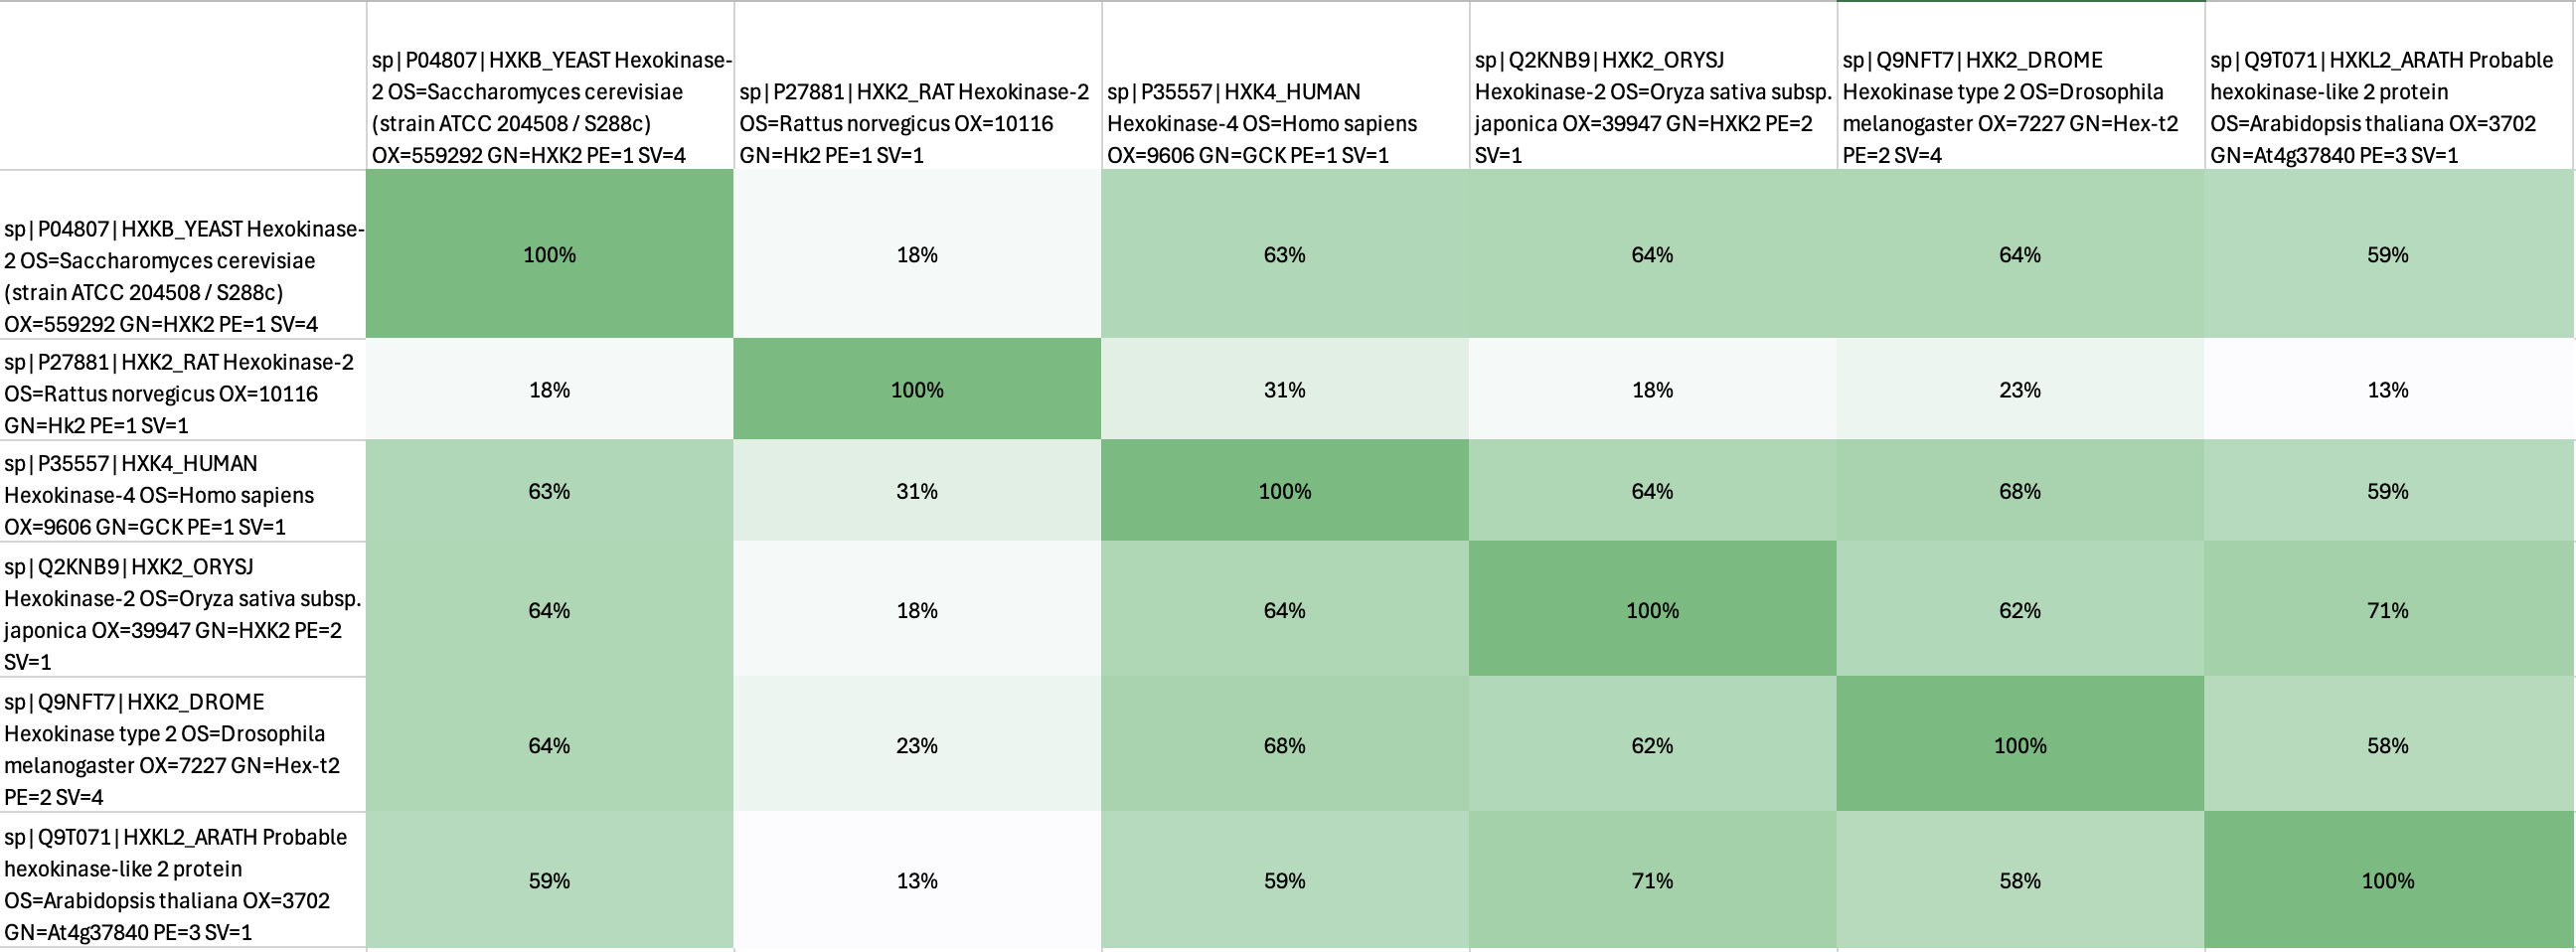 sp|P04807|HXKB_YEAST Hexokinase-
2 OS=Saccharomyces cerevisiae
(strain ATCC 204508 / S288c)
OX=559292 GN=HXK2 PE=1 SV=4
sp|P27881|HXK2_RAT Hexokinase-2
OS=Rattus norvegicus OX=10116
GN=Hk2 PE=1 SV=1
sp|P35557|HXK4_HUMAN
Hexokinase-4 OS=Homo sapiens
OX=9606 GN=GCK PE=1 SV=1
sp|Q2KNB9|HXK2_ORYSJ
Hexokinase-2 OS=Oryza sativa subsp.
japonica OX=39947 GN=HXK2 PE=2
SV=1
sp|Q9NFT7|HXK2_DROME
Hexokinase type 2 OS=Drosophila
melanogaster OX=7227 GN=Hex-t2
PE=2 SV=4
sp|Q9T071|HXKL2_ARATH Probable
hexokinase-like 2 protein
OS=Arabidopsis thaliana OX=3702
GN=At4g37840 PE=3 SV=1
sp|P04807|HXKB_YEAST Hexokinase-
2 OS=Saccharomyces cerevisiae
(strain ATCC 204508 / S288c)
OX=559292 GN=HXK2 PE=1 SV=4
100% 18% 63% 64% 64% 59%
sp|P27881|HXK2_RAT Hexokinase-2
OS=Rattus norvegicus OX=10116
GN=Hk2 PE=1 SV=1
18% 100% 31% 18% 23% 13%
sp|P35557|HXK4_HUMAN
Hexokinase-4 OS=Homo sapiens
OX=9606 GN=GCK PE=1 SV=1
63% 31% 100% 64% 68% 59%
sp|Q2KNB9|HXK2_ORYSJ
Hexokinase-2 OS=Oryza sativa subsp.
japonica OX=39947 GN=HXK2 PE=2
SV=1
64% 18% 64% 100% 62% 71%
sp|Q9NFT7|HXK2_DROME
Hexokinase type 2 OS=Drosophila
melanogaster OX=7227 GN=Hex-t2
PE=2 SV=4
64% 23% 68% 62% 100% 58%
sp|Q9T071|HXKL2_ARATH Probable
hexokinase-like 2 protein
OS=Arabidopsis thaliana OX=3702
GN=At4g37840 PE=3 SV=1
59% 13% 59% 71% 58% 100%